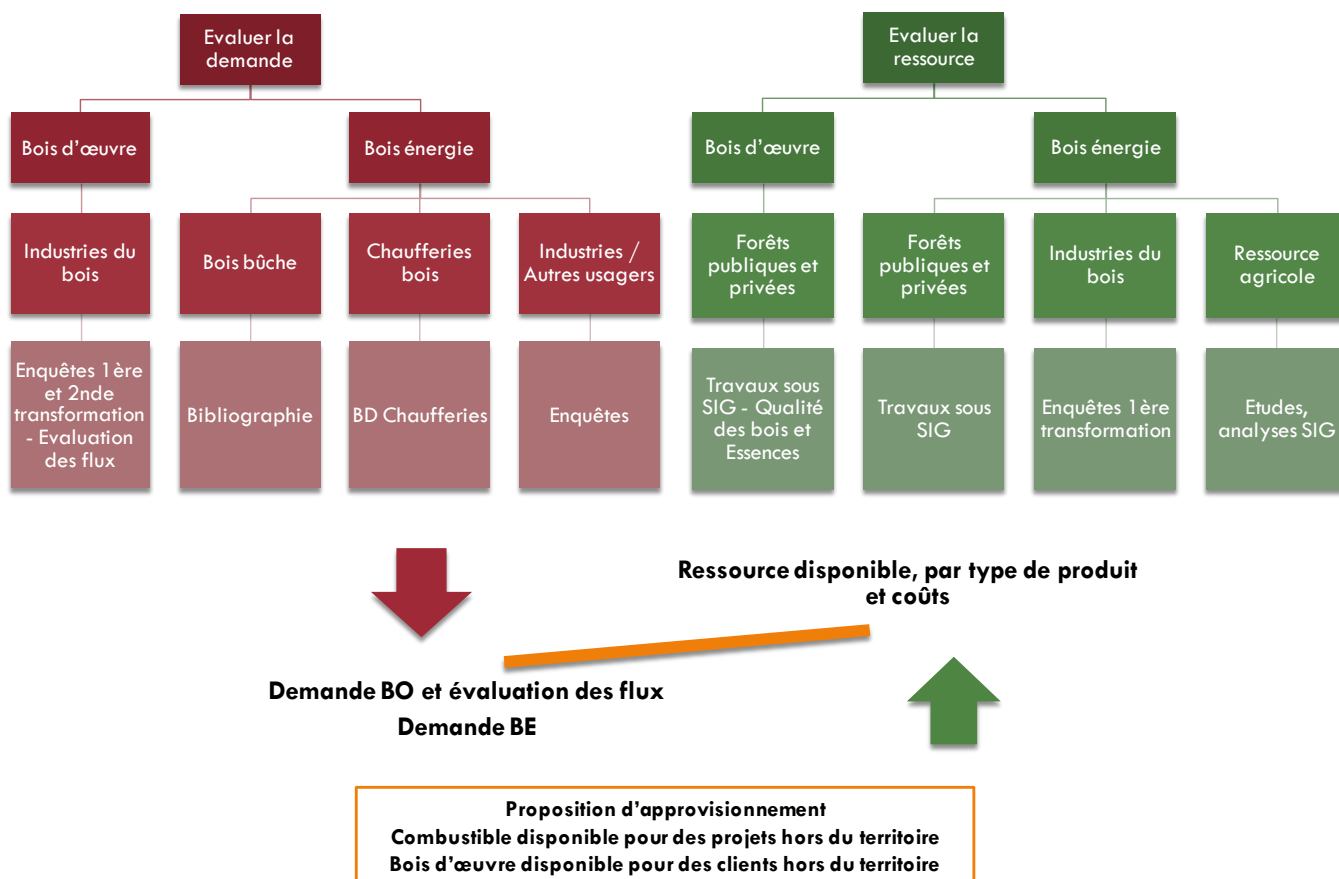 Evaluer la
demande
Bois d'œuvre
Bois énergie
Industries du
bois
Bois bûche
Chaufferies
bois
Industries /
Autres usagers
Enquêtes 1ère
et 2nde
transformation
- Evaluation
des flux
Bibliographie
BD Chaufferies
Enquêtes
Evaluer la
ressource
Bois d'œuvre
Bois énergie
Forêts
publiques et
privées
Forêts
publiques et
privées
Industries du
bois
Ressource
agricole
Travaux sous
SIG - Qualité
des bois et
Essences
Travaux sous
SIG
Enquêtes 1ère
transformation
Etudes,
analyses SIG
Ressource disponible, par type de produit
et coûts
Demande BO et évaluation des flux
Demande BE
Proposition d'approvisionnement
Combustible disponible pour des projets hors du territoire
Bois d'œuvre disponible pour des clients hors du territoire